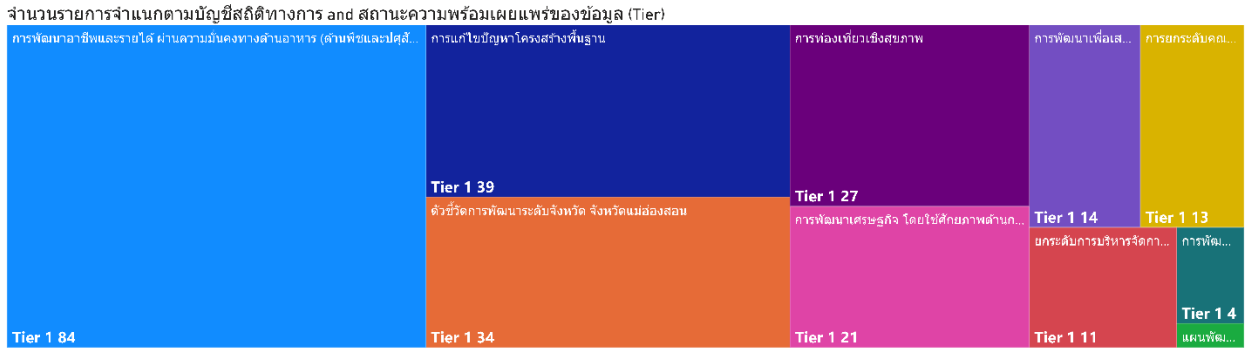 จำนวนรายการจำแนกตามบัญชีสถิติทางการ and สถานะความพร้อมเผยแพร่ของข้อมูล (Tier)
การพัฒนาอาชีพและรายได้ ผ่านความมั่นคงทางด้านอาหาร (ด้านพืชและปศุสั...
Tier 1 84
การแก้ไขปัญหาโครงสร้างพื้นฐาน
Tier 1 39
ตัวชี้วัดการพัฒนาระดับจังหวัด จังหวัดแม่ฮ่องสอน
Tier 1 34
การท่องเที่ยวเชิงสุขภาพ
Tier 1 27
การพัฒนาเศรษฐกิจ โดยใช้ศักยภาพด้านก...
Tier 1 21
การพัฒนาเพื่อเส...
Tier 1 14
การยกระดับคณ...
Tier 1 13
ยกระดับการบริหารจัดกา...
Tier 1 11
การพัฒ...
Tier 1 4
แผนพัฒ...